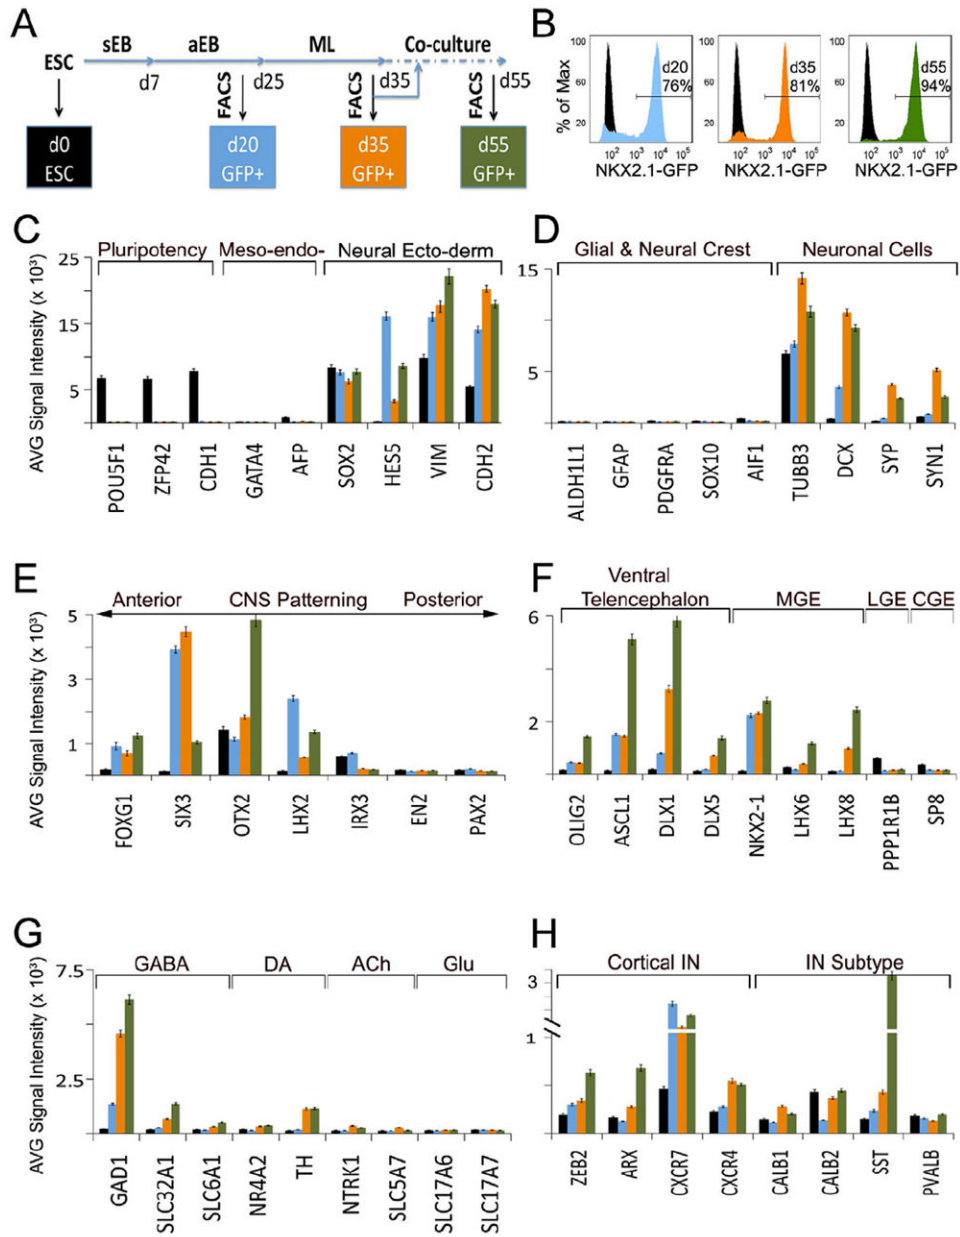 A
sEB aEB ML Co-culture
ESC
d7 d25 d35 d55
FACS FACS FACS
d0 ESC
d20 GFP+
d35 GFP+
d55 GFP+
B
% of Max
100 60 20
d20 76%
10² 10³ 10⁴ 10⁵
NKX2.1-GFP
100 60 20
d35 81%
10² 10³ 10⁴ 10⁵
NKX2.1-GFP
100 60 20
d55 94%
10² 10³ 10⁴ 10⁵
NKX2.1-GFP
C
Pluripotency Meso-endo- Neural Ecto-derm
AVG Signal Intensity (x 10³)
25
15
5
POU5F1 ZFP42 CDH1 GATA4 AFP SOX2 HES5 VIM CDH2
D
Glial & Neural Crest Neuronal Cells
15
10
5
ALDH1L1 GFAP PDGFRA SOX10 AIF1 TUBB3 DCX SYP SYN1
E
Anterior CNS Patterning Posterior
AVG Signal Intensity (x 10³)
5
3
1
FOXG1 SIX3 OTX2 LHX2 IRX3 EN2 PAX2
F
Ventral
Telencephalon MGE LGE CGE
6
2
OLIG2 ASCL1 DLX1 DLX5 NKX2-1 LHX6 LHX8 PPP1R1B SP8
G
GABA DA ACh Glu
AVG Signal Intensity (x 10³)
7.5
2.5
GAD1 SLC32A1 SLC6A1 NR4A2 TH NTRK1 SLC5A7 SLC17A6 SLC17A7
H
Cortical IN IN Subtype
3
1
ZEB2 ARX CXCR7 CXCR4 CALB1 CALB2 SST PVALB